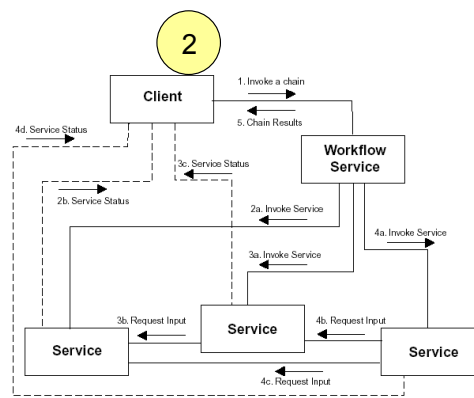 2
Client
1. Invoke a chain
5. Chain Results
4d. Service Status
3c. Service Status
Workflow
Service
2b. Service Status
2a. Invoke Service
4a. Invoke Service
3a. Invoke Service
3b. Request Input
4b. Request Input
Service
Service
Service
4c. Request Input